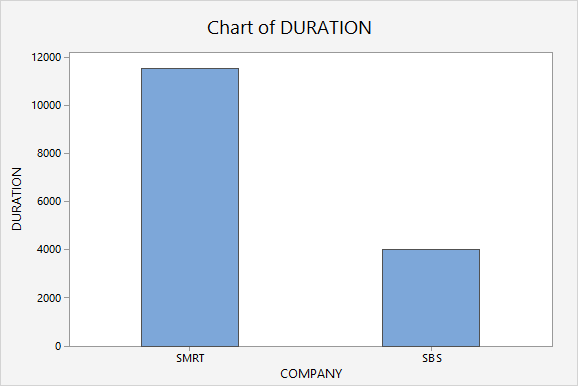 Chart of DURATION
12000
10000
8000
6000
4000
2000
0
DURATION
SMRT
SBS
COMPANY